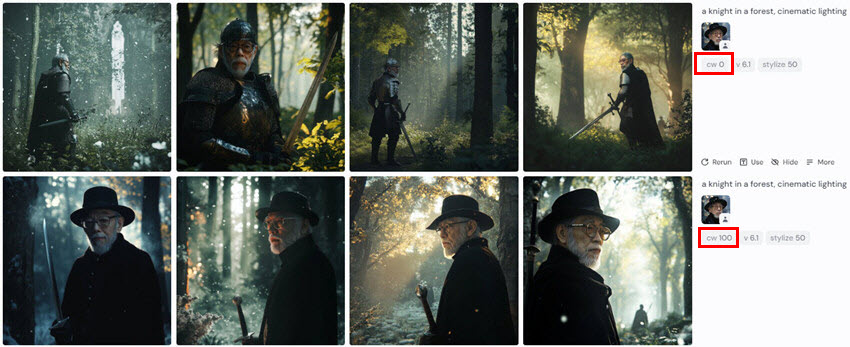 a knight in a forest, cinematic lighting
cw 0 v 6.1 stylize 50
Rerun Use Hide More
a knight in a forest, cinematic lighting
cw 100 v 6.1 stylize 50